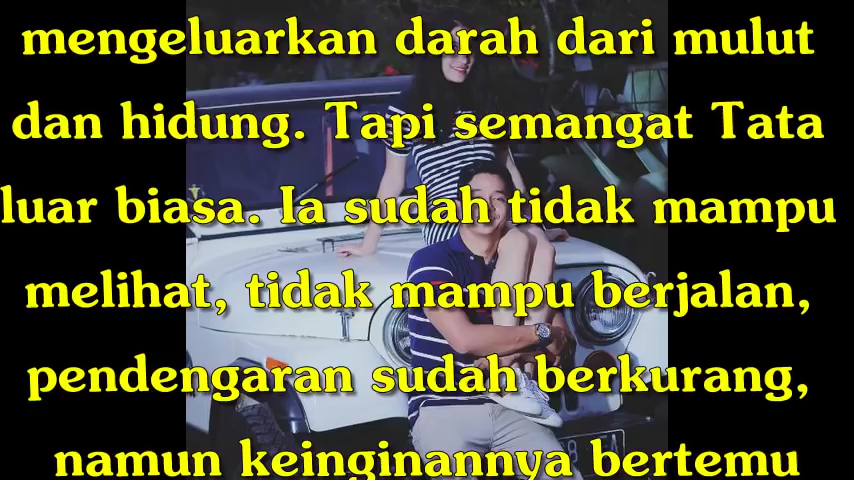 mengeluarkan darah dari mulut
dan hidung. Tapi semangat Tata
luar biasa. Ia sudah tidak mampu
melihat, tidak mampu berjalan,
pendengaran sudah berkurang,
namun keinginannya bertemu